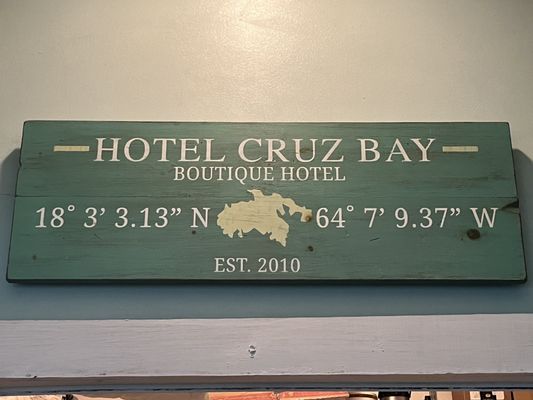 HOTEL CRUZ BAY
BOUTIQUE HOTEL
18° 3’ 3.13” N 64° 7’ 9.37” W
EST. 2010